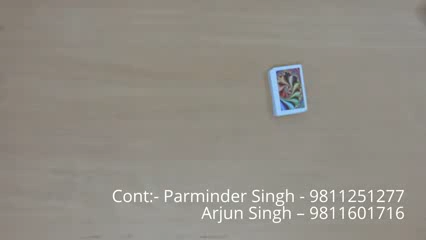 Cont:- Parminder Singh - 9811251277
Arjun Singh – 9811601716